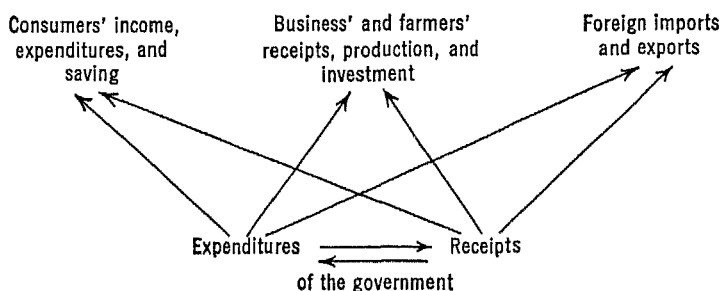 Consumers' income,
expenditures, and
saving
Business' and farmers'
receipts, production, and
investment
Foreign imports
and exports
Expenditures
Receipts
of the government